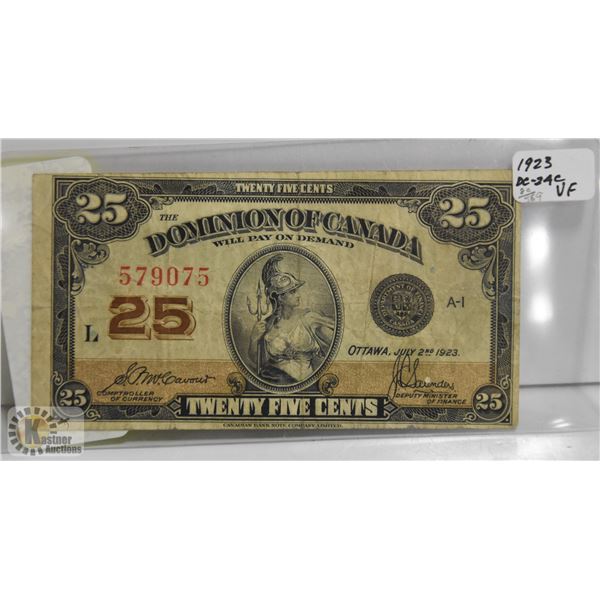 1923
DC-24C
VF
TWENTY FIVE CENTS
25
25
THE
DOMINION OF CANADA
WILL PAY ON DEMAND
579075
L 25
A-1
OTTAWA, JULY 2ND 1923.
COMPTROLLER
OF CURRENCY
J.C. Saunders
DEPUTY MINISTER
OF FINANCE
25
TWENTY FIVE CENTS
25
CANADIAN BANK NOTE COMPANY, LIMITED.
Kastner
Auctions